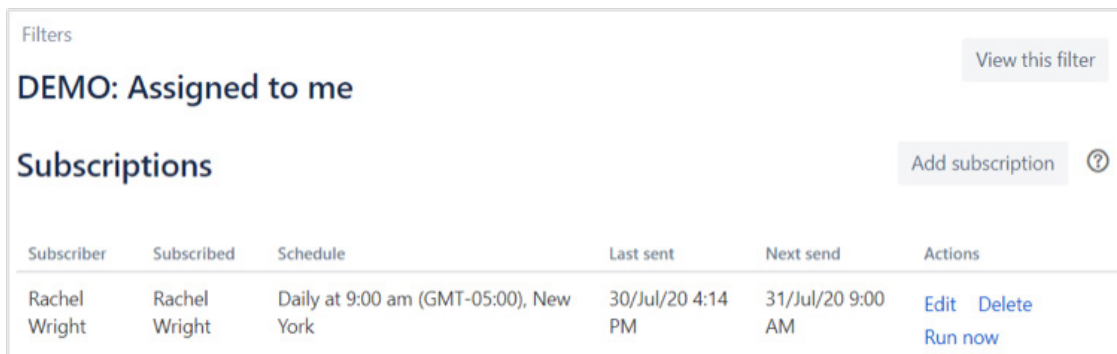 Filters
View this filter
DEMO: Assigned to me
Subscriptions
Add subscription ?
Subscriber Subscribed Schedule Last sent Next send Actions
Rachel Rachel Daily at 9:00 am (GMT-05:00), New 30/Jul/20 4:14 31/Jul/20 9:00 Edit Delete
Wright Wright York PM AM Run now